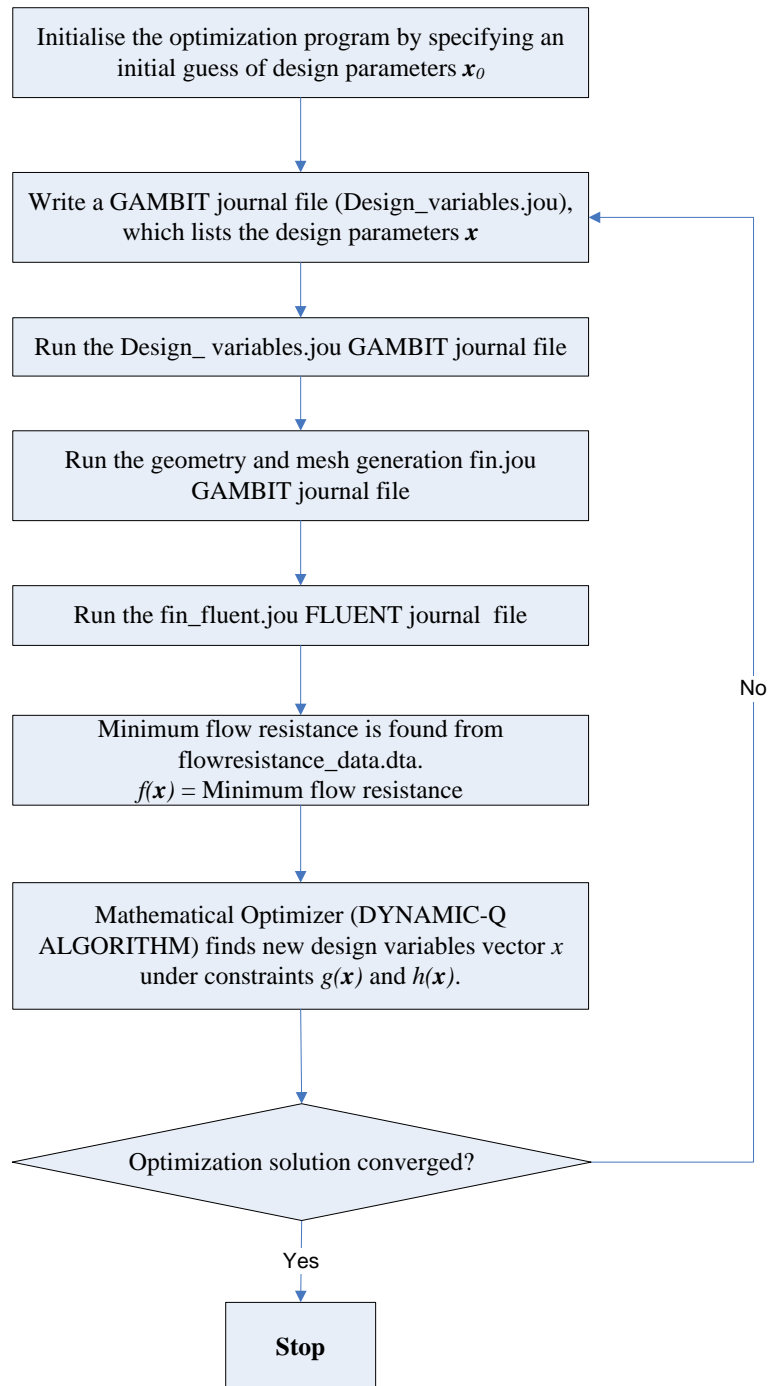 Initialise the optimization program by specifying an
initial guess of design parameters x0
Write a GAMBIT journal file (Design_variables.jou),
which lists the design parameters x
Run the Design_ variables.jou GAMBIT journal file
Run the geometry and mesh generation fin.jou
GAMBIT journal file
Run the fin_fluent.jou FLUENT journal  file
No
Minimum flow resistance is found from
flowresistance_data.dta.
f(x) = Minimum flow resistance
Mathematical Optimizer (DYNAMIC-Q
ALGORITHM) finds new design variables vector x
under constraints g(x) and h(x).
Optimization solution converged?
Yes
Stop